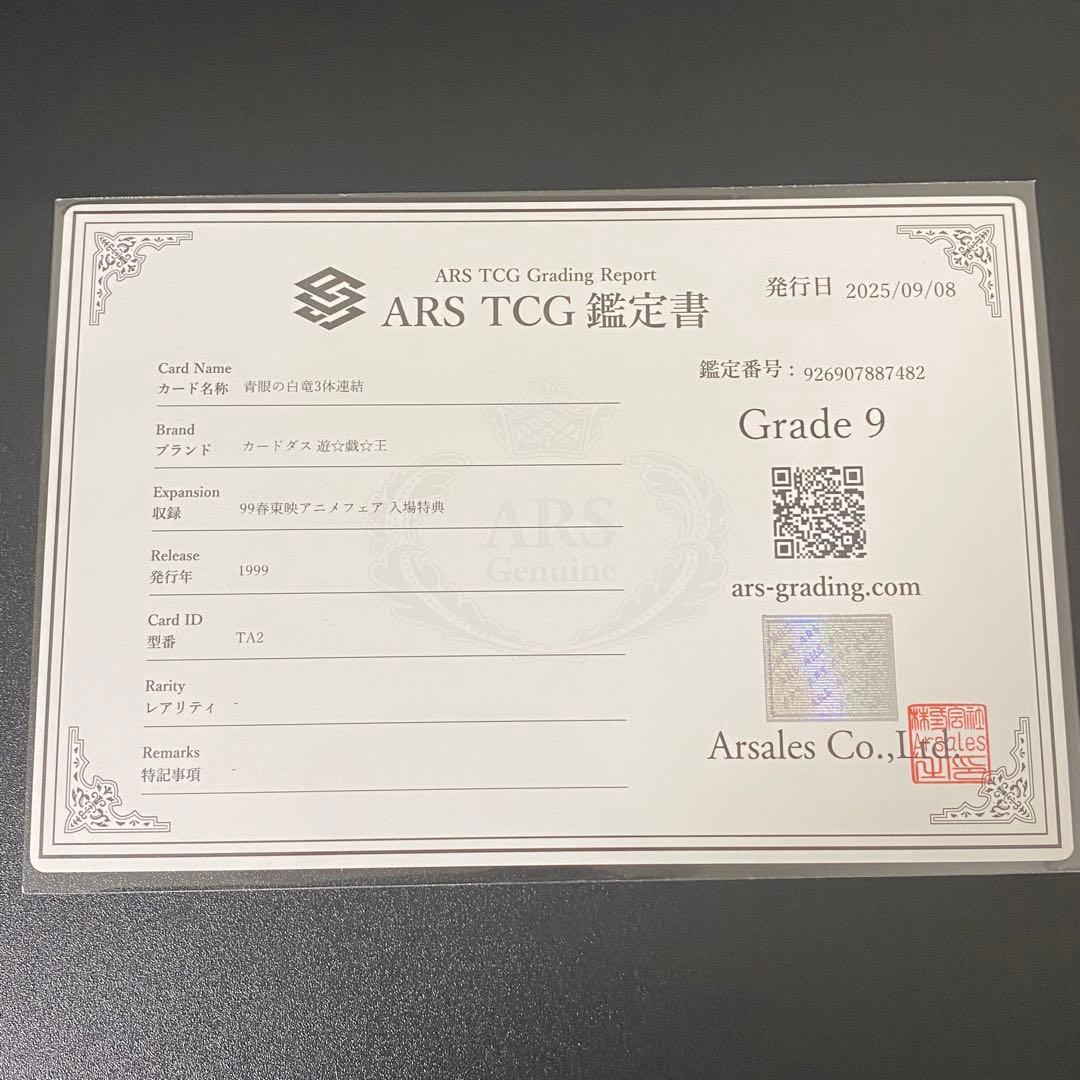 ARS TCG Grading Report
ARS TCG 鑑定書
発行日 2025/09/08
Card Name
カード名称 青眼の白竜3体連結
Brand
ブランド カードダス 遊☆戯☆王
Expansion
収録 99春東映アニメフェア 入場特典
Release
発行年 1999
Card ID
型番 TA2
Rarity
レアリティ -
Remarks
特記事項 -
ARS
Genuine
鑑定番号：926907887482
Grade 9
ars-grading.com
Arsales Co.,Ltd.
株式会社
Arsales